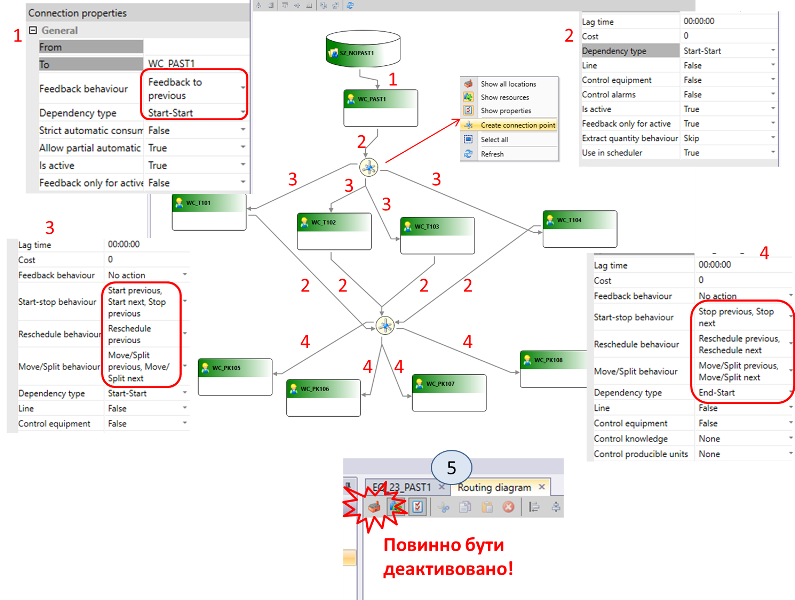 Connection properties
1
General
From
To WC_PAST1
Feedback behaviour Feedback to previous
Dependency type Start-Start
Strict automatic consum False
Allow partial automatic True
Is active True
Feedback only for active False
2
Lag time 00:00:00
Cost 0
Dependency type Start-Start
Line False
Control equipment False
Control alarms False
Is active True
Feedback only for active True
Extract quantity behaviour Skip
Use in scheduler True
Show all locations
Show resources
Show properties
Create connection point
Select all
Refresh
1
WC_PAST1
2
3
3
3
3
WC_T101
WC_T102
WC_T103
WC_T104
2
2
2
2
4
4
4
4
WC_PK105
WC_PK106
WC_PK107
WC_PK108
3
Lag time 00:00:00
Cost 0
Feedback behaviour No action
Start-stop behaviour Start previous, Start next, Stop previous
Reschedule behaviour Reschedule previous
Move/Split behaviour Move/Split previous, Move/Split next
Dependency type Start-Start
Line False
Control equipment False
4
Lag time 00:00:00
Cost 0
Feedback behaviour No action
Start-stop behaviour Stop previous, Stop next
Reschedule behaviour Reschedule previous, Reschedule next
Move/Split behaviour Move/Split previous, Move/Split next
Dependency type End-Start
Line False
Control equipment False
Control knowledge None
Control producible units None
5
23_PAST1
Routing diagram
Повинно бути
деактивовано!